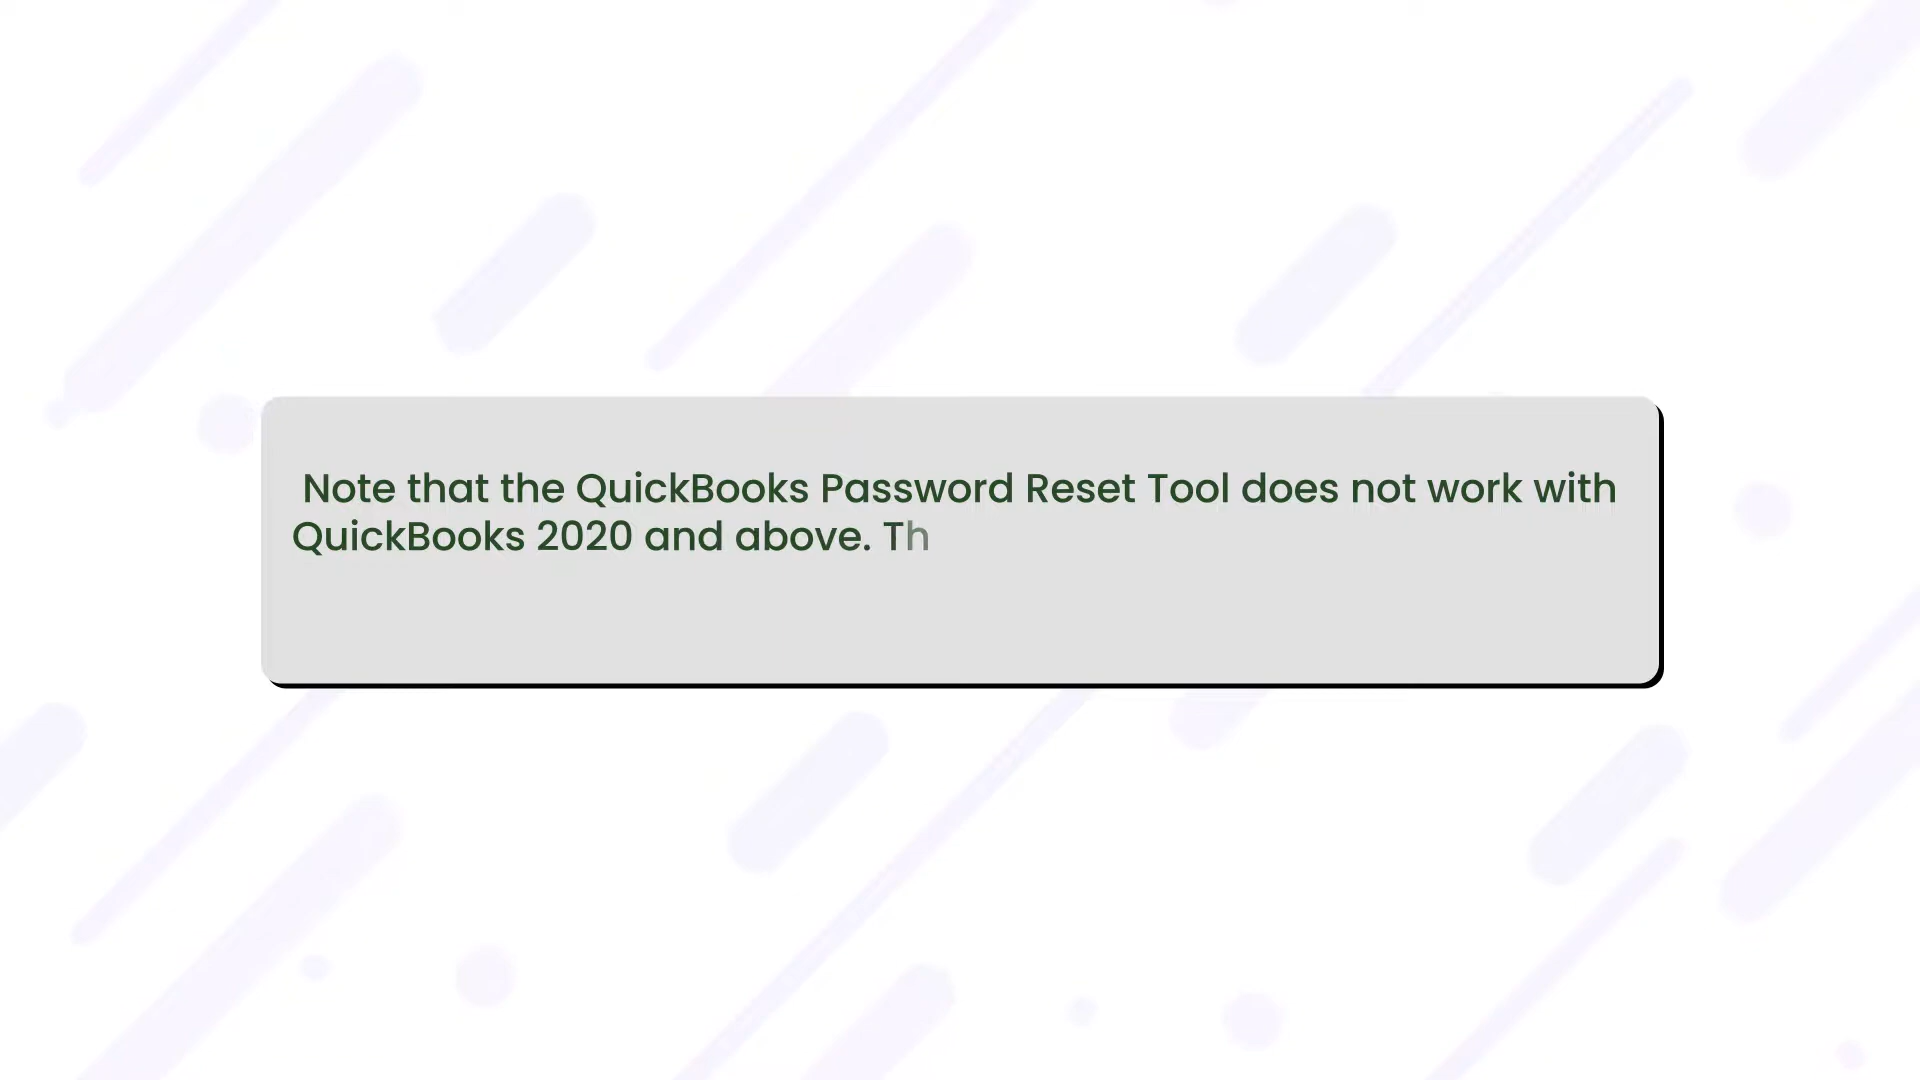 Note that the QuickBooks Password Reset Tool does not work with
QuickBooks 2020 and above. Th